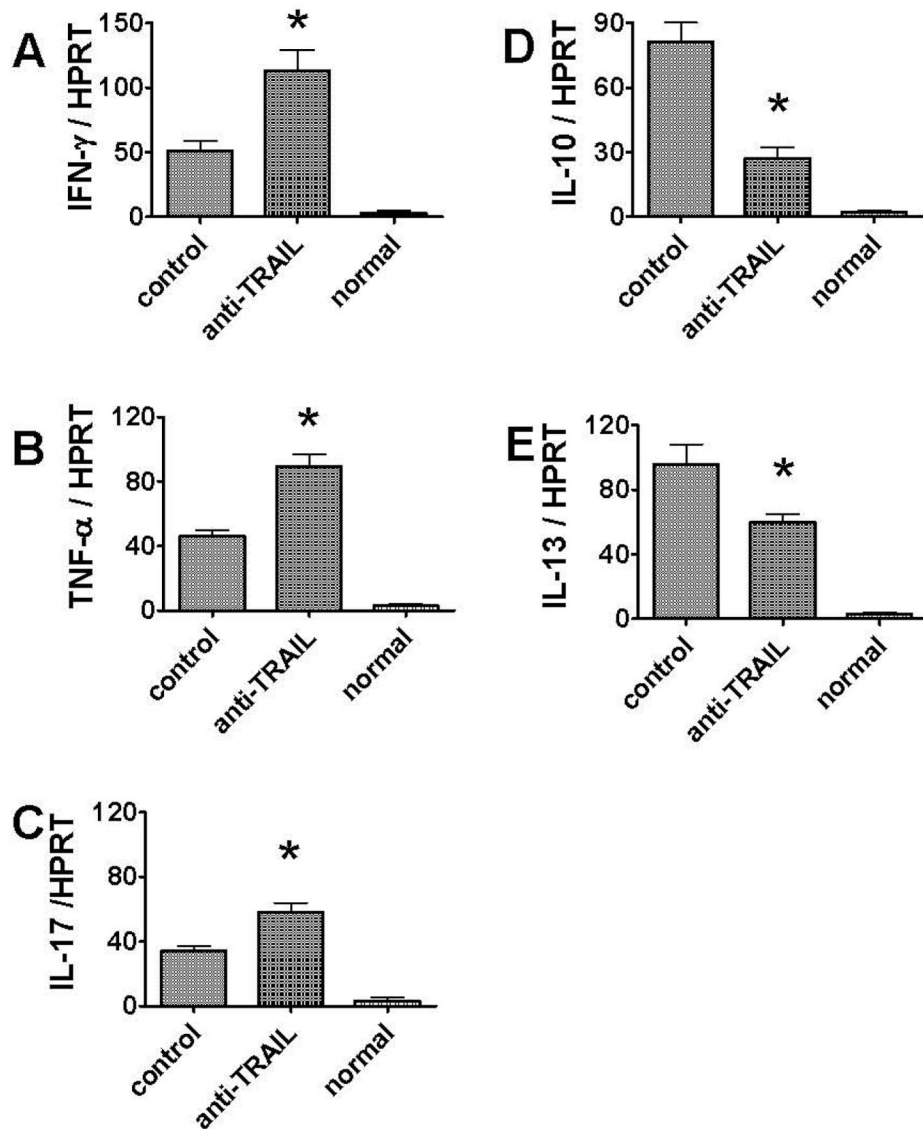 A
IFN-γ / HPRT
150
100
50
0
*
control
anti-TRAIL
normal
B
TNF-α / HPRT
120
80
40
0
*
control
anti-TRAIL
normal
C
IL-17 /HPRT
120
80
40
0
*
control
anti-TRAIL
normal
D
IL-10 / HPRT
90
60
30
0
*
control
anti-TRAIL
normal
E
IL-13 / HPRT
120
80
40
0
*
control
anti-TRAIL
normal